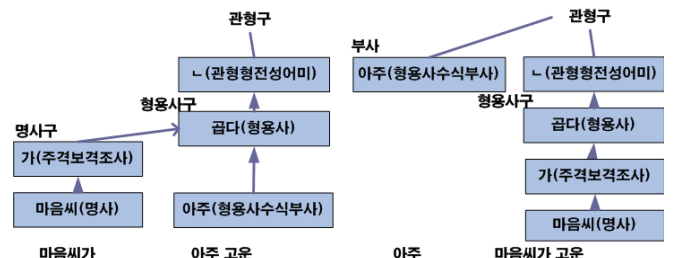 관형구
ㄴ(관형형전성어미)
형용사구
명사구
곱다(형용사)
가(주격보격조사)
마음씨(명사)
아주(형용사수식부사)
마음씨가 아주 고운
관형구
부사
아주(형용사수식부사)
ㄴ(관형형전성어미)
형용사구
곱다(형용사)
가(주격보격조사)
마음씨(명사)
아주 마음씨가 고운